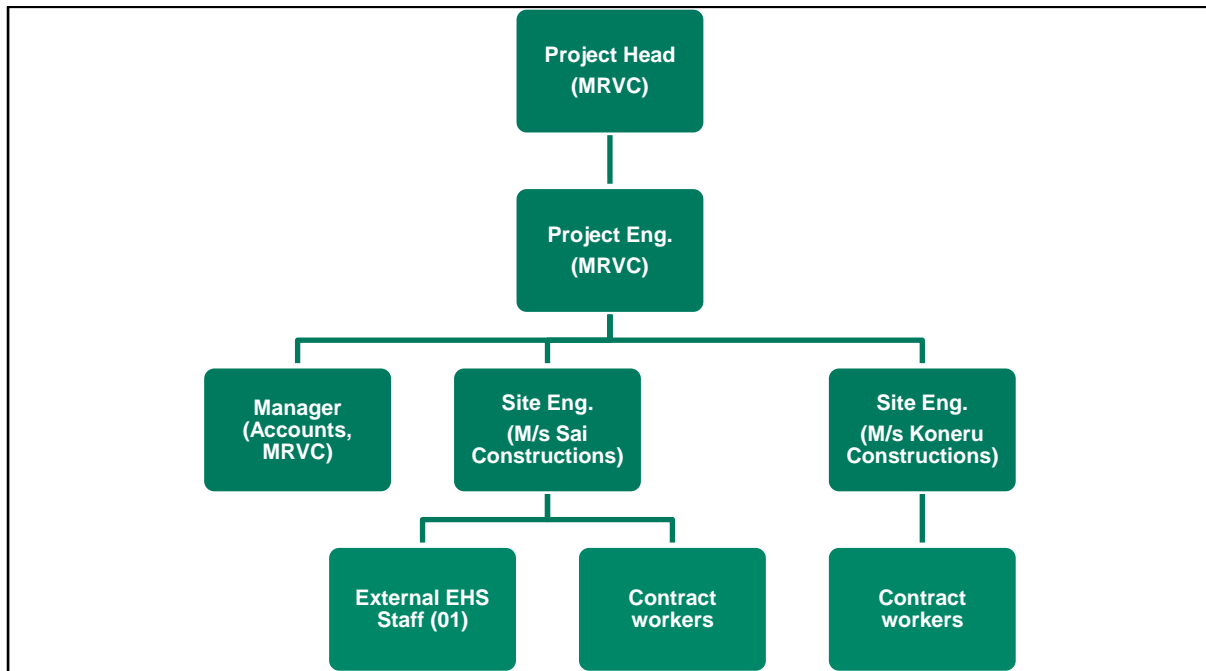 Project Head
(MRVC)
Project Eng.
(MRVC)
Manager
(Accounts,
MRVC)
Site Eng.
(M/s Sai
Constructions)
Site Eng.
(M/s Koneru
Constructions)
External EHS
Staff (01)
Contract
workers
Contract
workers